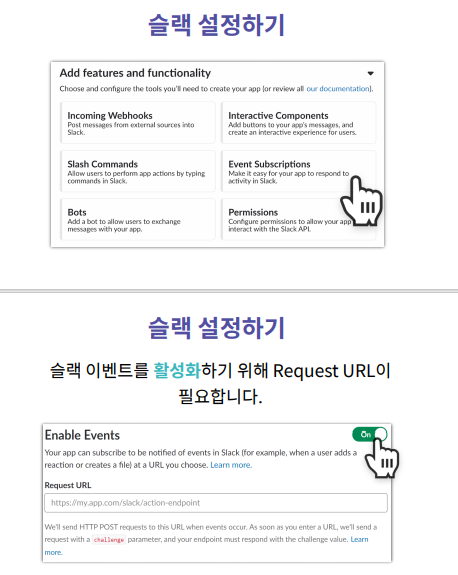 슬랙 설정하기
Add features and functionality
Choose and configure the tools you'll need to create your app (or review all our documentation).
Incoming Webhooks
Post messages from external sources into
Slack.
Interactive Components
Add buttons to your app's messages, and
create an interactive experience for users.
Slash Commands
Allow users to perform app actions by typing
commands in Slack.
Event Subscriptions
Make it easy for your app to respond to
activity in Slack.
Bots
Add a bot to allow users to exchange
messages with your app.
Permissions
Configure permissions to allow your app
interact with the Slack API.
슬랙 설정하기
슬랙 이벤트를 활성화하기 위해 Request URL이
필요합니다.
Enable Events
On
Your app can subscribe to be notified of events in Slack (for example, when a user adds a
reaction or creates a file) at a URL you choose. Learn more.
Request URL
https://my.app.com/slack/action-endpoint
We'll send HTTP POST requests to this URL when events occur. As soon as you enter a URL, we'll send a
request with a challenge parameter, and your endpoint must respond with the challenge value. Learn
more.